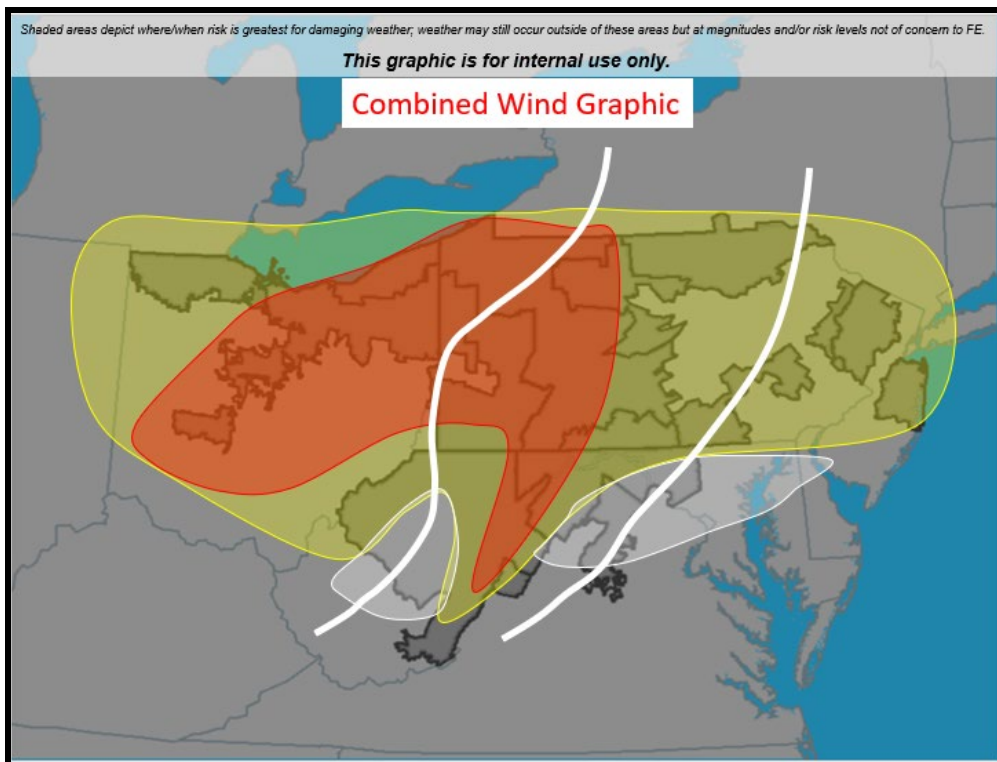 Shaded areas depict where/when risk is greatest for damaging weather; weather may still occur outside of these areas but at magnitudes and/or risk levels not of concern to FE.
This graphic is for internal use only.
Combined Wind Graphic